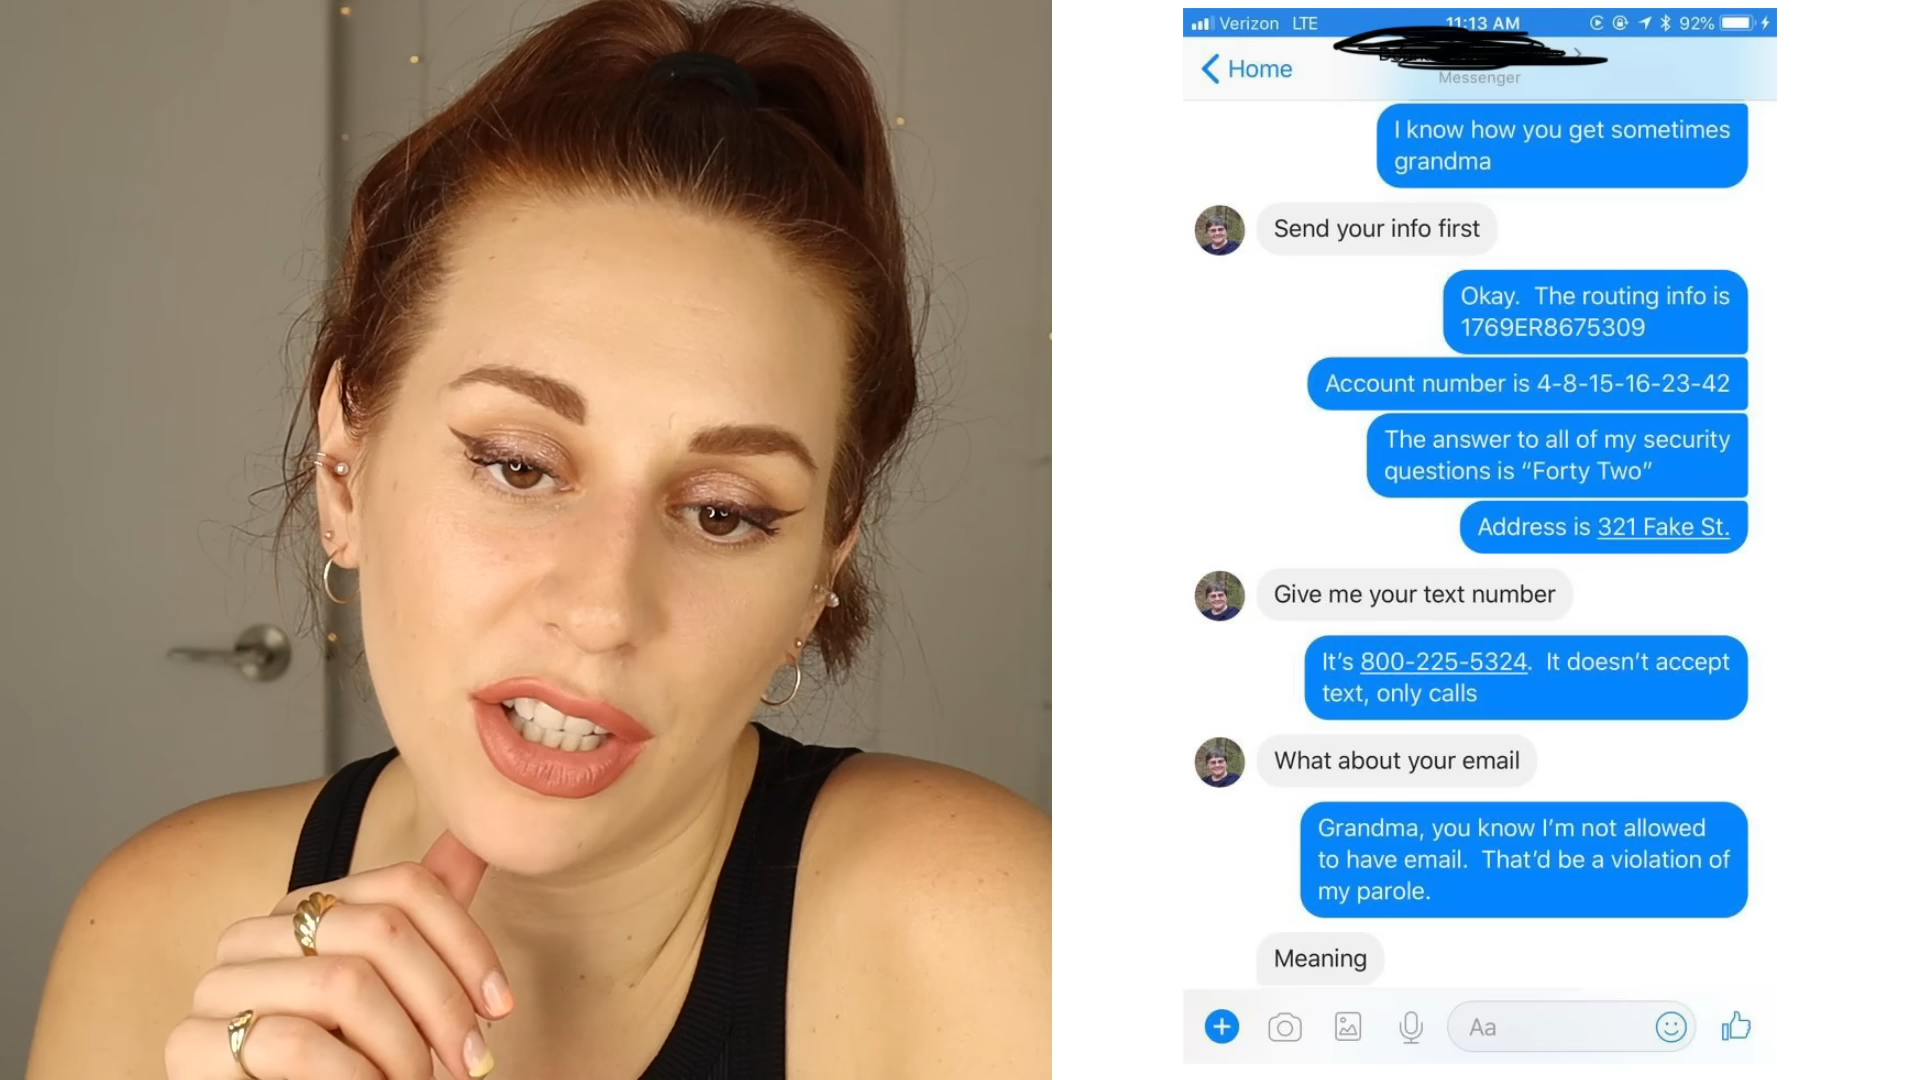 Verizon LTE 11:13 AM 92%
Home
Messenger
I know how you get sometimes
grandma
Send your info first
Okay.  The routing info is
1769ER8675309
Account number is 4-8-15-16-23-42
The answer to all of my security
questions is “Forty Two”
Address is 321 Fake St.
Give me your text number
It’s 800-225-5324.  It doesn’t accept
text, only calls
What about your email
Grandma, you know I’m not allowed
to have email.  That’d be a violation of
my parole.
Meaning
Aa